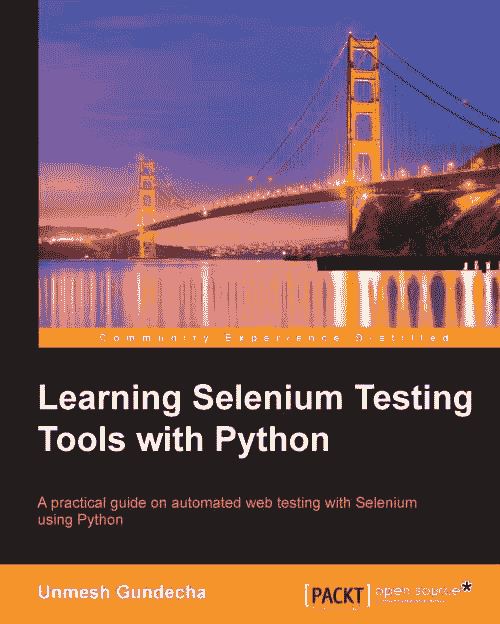 Community Experience Distilled
Learning Selenium Testing
Tools with Python
A practical guide on automated web testing with Selenium
using Python
Unmesh Gundecha
[PACKT] open source*